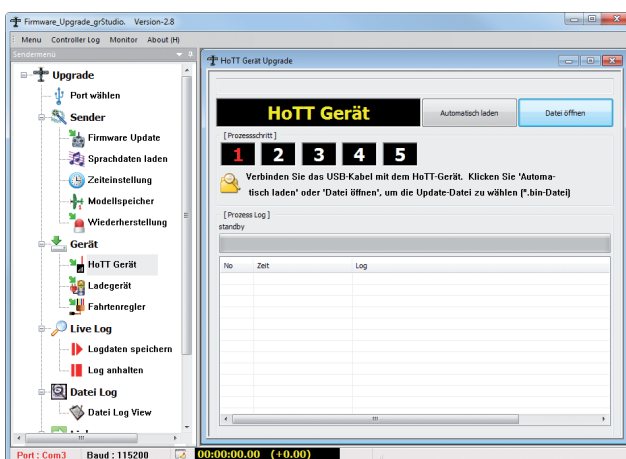 Firmware_Upgrade_grStudio. Version-2.8
Menu Controller Log Monitor About (H)
Sendermenü
Upgrade
Port wählen
Sender
Firmware Update
Sprachdaten laden
Zeiteinstellung
Modellspeicher
Wiederherstellung
Gerät
HoTT Gerät
Ladegerät
Fahrtenregler
Live Log
Logdaten speichern
Log anhalten
Datei Log
Datei Log View
HoTT Gerät Upgrade
HoTT Gerät
Automatisch laden
Datei öffnen
[ Prozessschritt ]
1 2 3 4 5
Verbinden Sie das USB-Kabel mit dem HoTT-Gerät. Klicken Sie 'Automa-
tisch laden' oder 'Datei öffnen', um die Update-Datei zu wählen (*.bin-Datei)
[ Prozess Log ]
standby
No Zeit Log
Port : Com3 Baud : 115200 00:00:00.00 (+0.00)